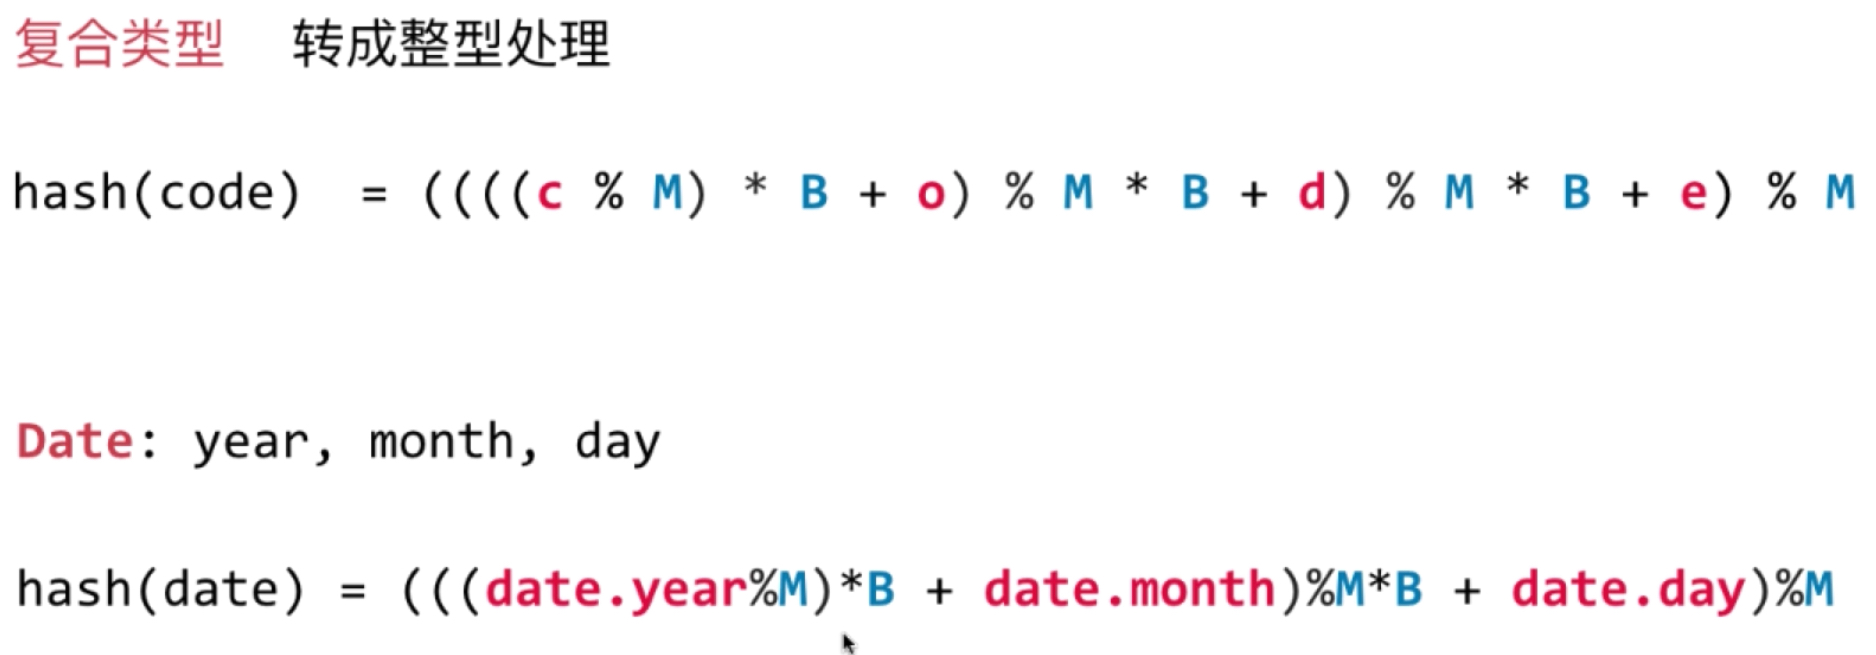 复合类型 转成整型处理
hash(code) = ((((c % M) * B + o) % M * B + d) % M * B + e) % M
Date: year, month, day
hash(date) = (((date.year%M)*B + date.month)%M*B + date.day)%M